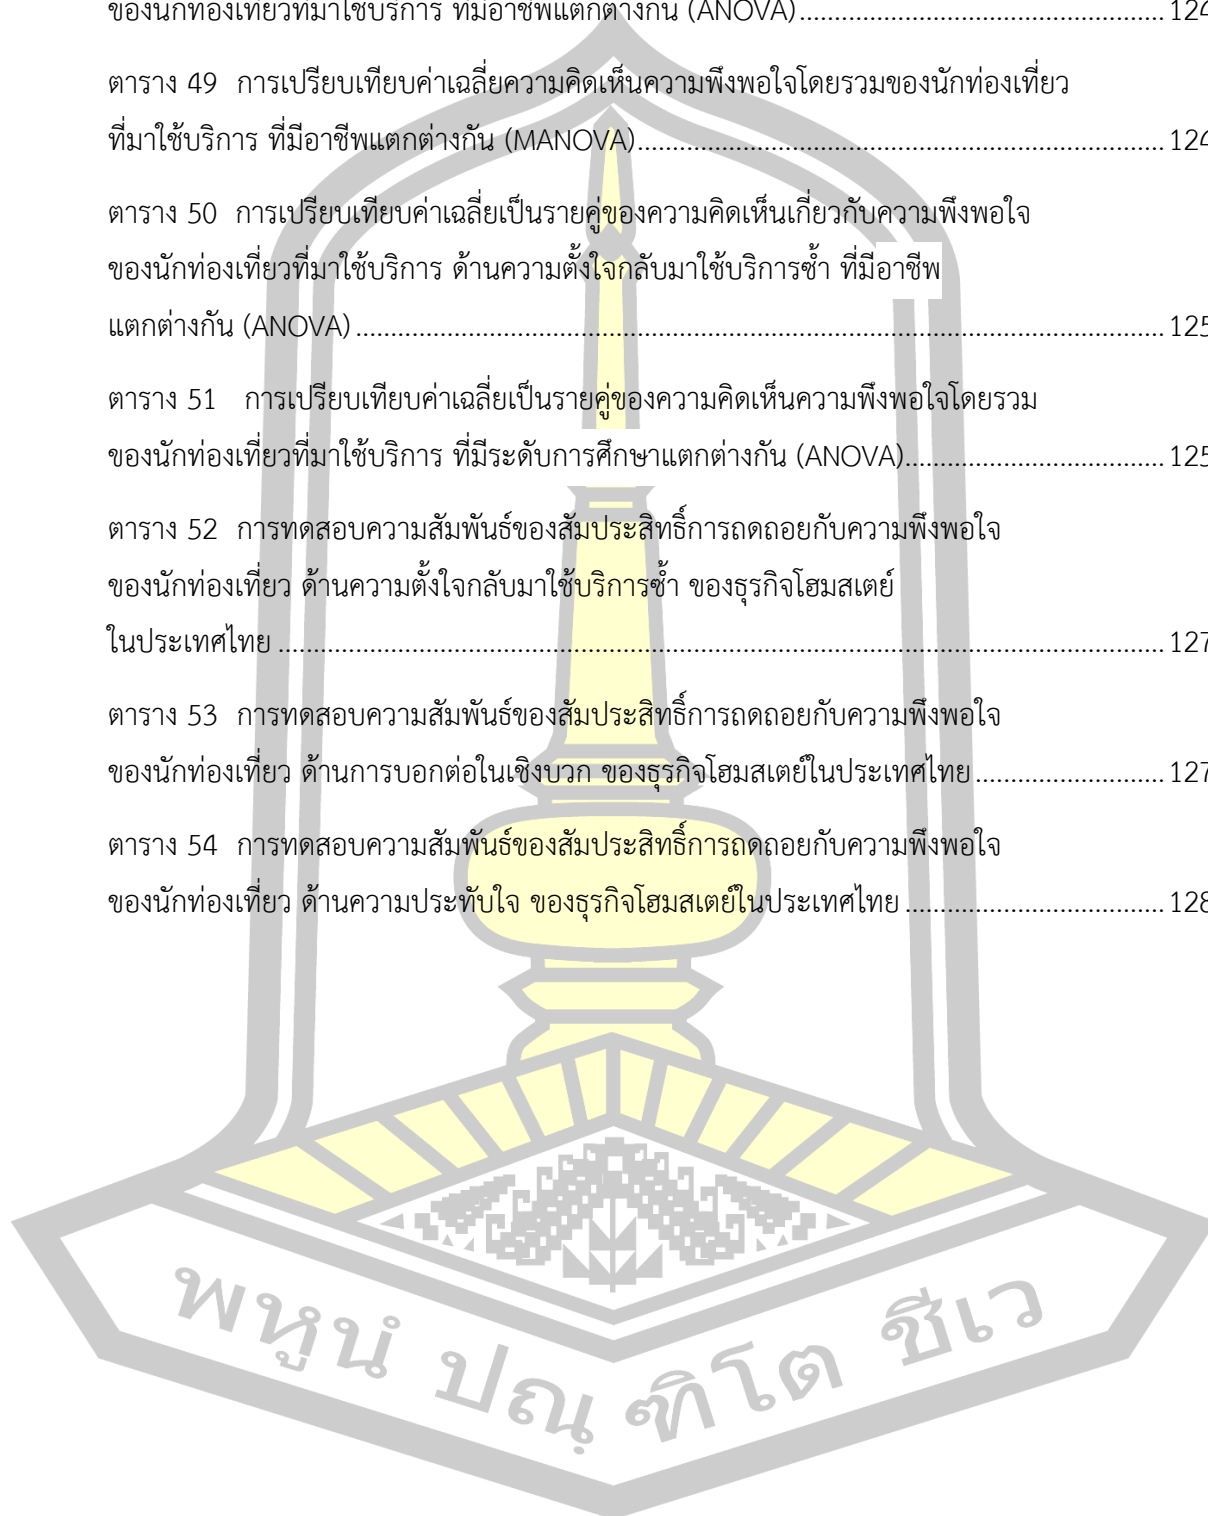 ของนักท่องเที่ยวที่มาใช้บริการ ที่มีอาชีพแตกต่างกัน (ANOVA) ........................................ 124
ตาราง 49 การเปรียบเทียบค่าเฉลี่ยความคิดเห็นความพึงพอใจโดยรวมของนักท่องเที่ยว
ที่มาใช้บริการ ที่มีอาชีพแตกต่างกัน (MANOVA) ........................................ 124
ตาราง 50 การเปรียบเทียบค่าเฉลี่ยเป็นรายคู่ของความคิดเห็นเกี่ยวกับความพึงพอใจ
ของนักท่องเที่ยวที่มาใช้บริการ ด้านความตั้งใจกลับมาใช้บริการซ้ำ ที่มีอาชีพ
แตกต่างกัน (ANOVA) ........................................ 125
ตาราง 51 การเปรียบเทียบค่าเฉลี่ยเป็นรายคู่ของความคิดเห็นความพึงพอใจโดยรวม
ของนักท่องเที่ยวที่มาใช้บริการ ที่มีระดับการศึกษาแตกต่างกัน (ANOVA) ........................................ 125
ตาราง 52 การทดสอบความสัมพันธ์ของสัมประสิทธิ์การถดถอยกับความพึงพอใจ
ของนักท่องเที่ยว ด้านความตั้งใจกลับมาใช้บริการซ้ำ ของธุรกิจโฮมสเตย์
ในประเทศไทย ........................................ 127
ตาราง 53 การทดสอบความสัมพันธ์ของสัมประสิทธิ์การถดถอยกับความพึงพอใจ
ของนักท่องเที่ยว ด้านการบอกต่อในเชิงบวก ของธุรกิจโฮมสเตย์ในประเทศไทย ........................................ 127
ตาราง 54 การทดสอบความสัมพันธ์ของสัมประสิทธิ์การถดถอยกับความพึงพอใจ
ของนักท่องเที่ยว ด้านความประทับใจ ของธุรกิจโฮมสเตย์ในประเทศไทย ........................................ 128
พหูนํ ปณฺ ฑิโต ชีเว